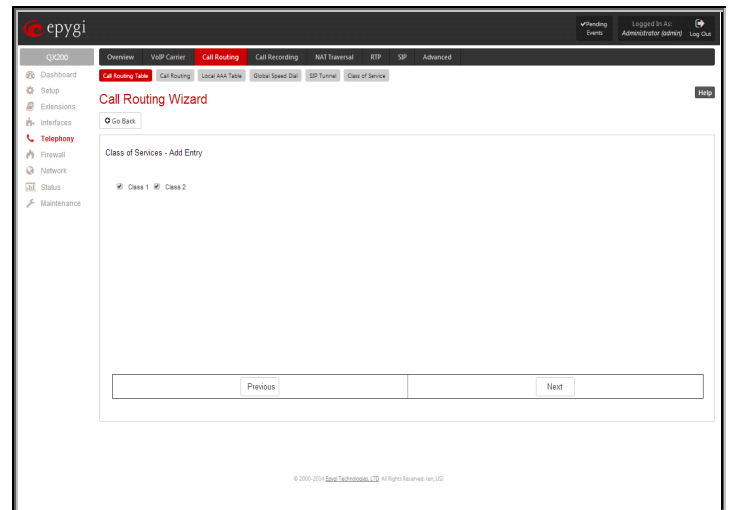 epygi
Pending Events
Logged In As:
Administrator (admin)
Log Out
QX200
Overview VoIP Carrier Call Routing Call Recording NAT Traversal RTP SIP Advanced
Dashboard
Setup
Extensions
Interfaces
Telephony
Firewall
Network
Status
Maintenance
Call Routing Table Call Routing Local AAA Table Global Speed Dial SIP Tunnel Class of Service
Call Routing Wizard
Help
Go Back
Class of Services - Add Entry
Class 1 Class 2
Previous Next
© 2000-2014 Epygi Technologies, LTD. All Rights Reserved. (en_US)